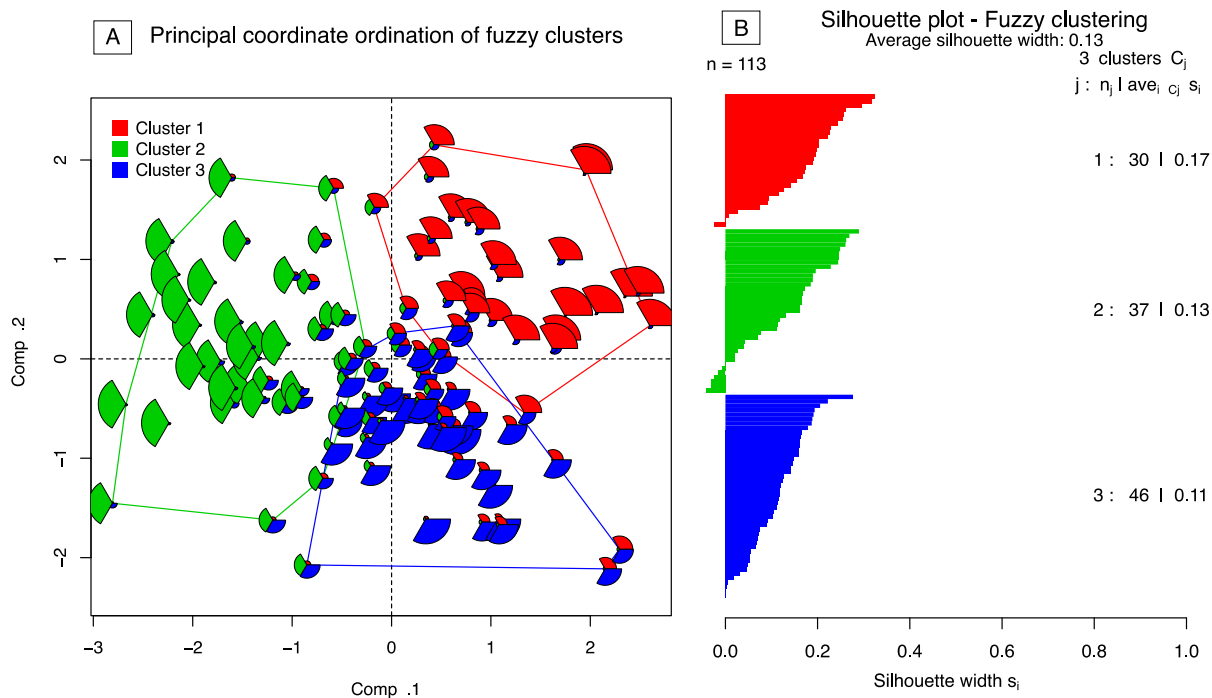 A Principal coordinate ordination of fuzzy clusters
Cluster 1
Cluster 2
Cluster 3
2
1
0
−1
−2
Comp .2
−3 −2 −1 0 1 2
Comp .1
B Silhouette plot - Fuzzy clustering
Average silhouette width: 0.13
n = 113
3 clusters Cj
j : nj | avei Cj si
1 : 30 | 0.17
2 : 37 | 0.13
3 : 46 | 0.11
0.0 0.2 0.4 0.6 0.8 1.0
Silhouette width si